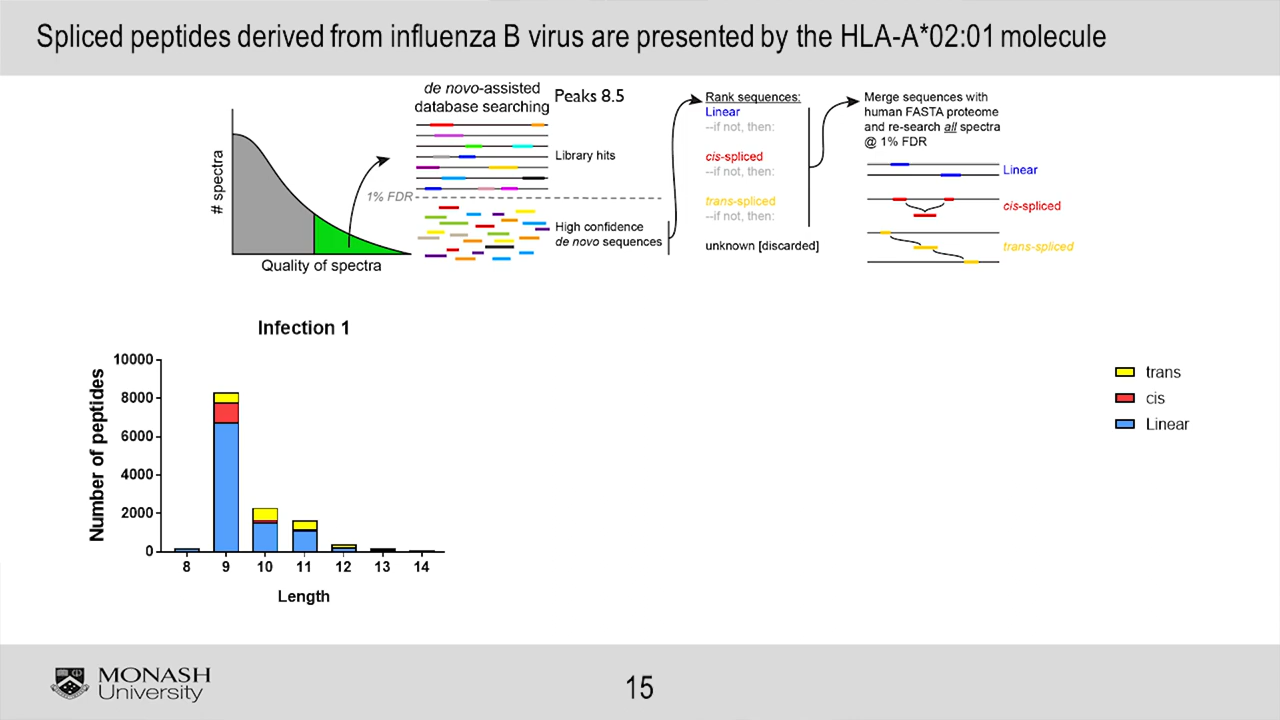 Spliced peptides derived from influenza B virus are presented by the HLA-A*02:01 molecule
# spectra
Quality of spectra
de novo-assisted
database searching
Peaks 8.5
Library hits
1% FDR
High confidence
de novo sequences
Rank sequences:
Linear
--if not, then:
cis-spliced
--if not, then:
trans-spliced
--if not, then:
unknown [discarded]
Merge sequences with
human FASTA proteome
and re-search all spectra
@ 1% FDR
Linear
cis-spliced
trans-spliced
Infection 1
Number of peptides
10000
8000
6000
4000
2000
0
8 9 10 11 12 13 14
Length
trans
cis
Linear
MONASH
University
15